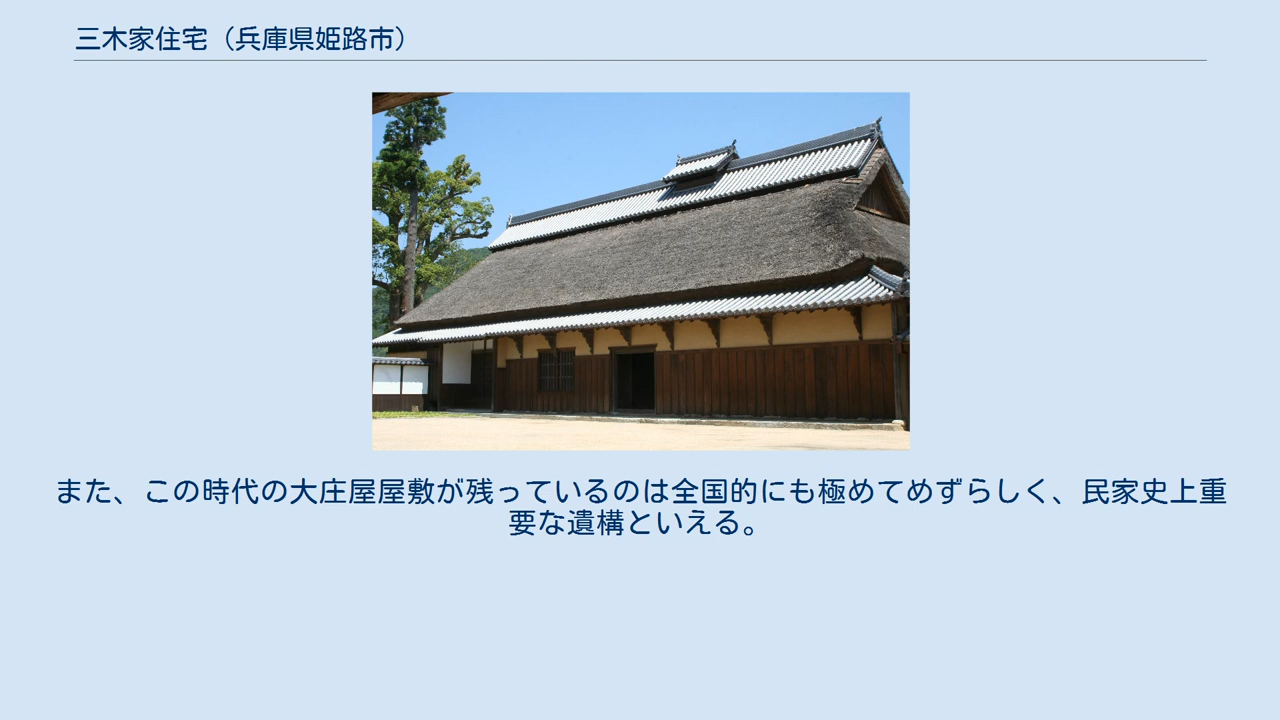 三木家住宅（兵庫県姫路市）
また、この時代の大庄屋屋敷が残っているのは全国的にも極めてめずらしく、民家史上重
要な遺構といえる。